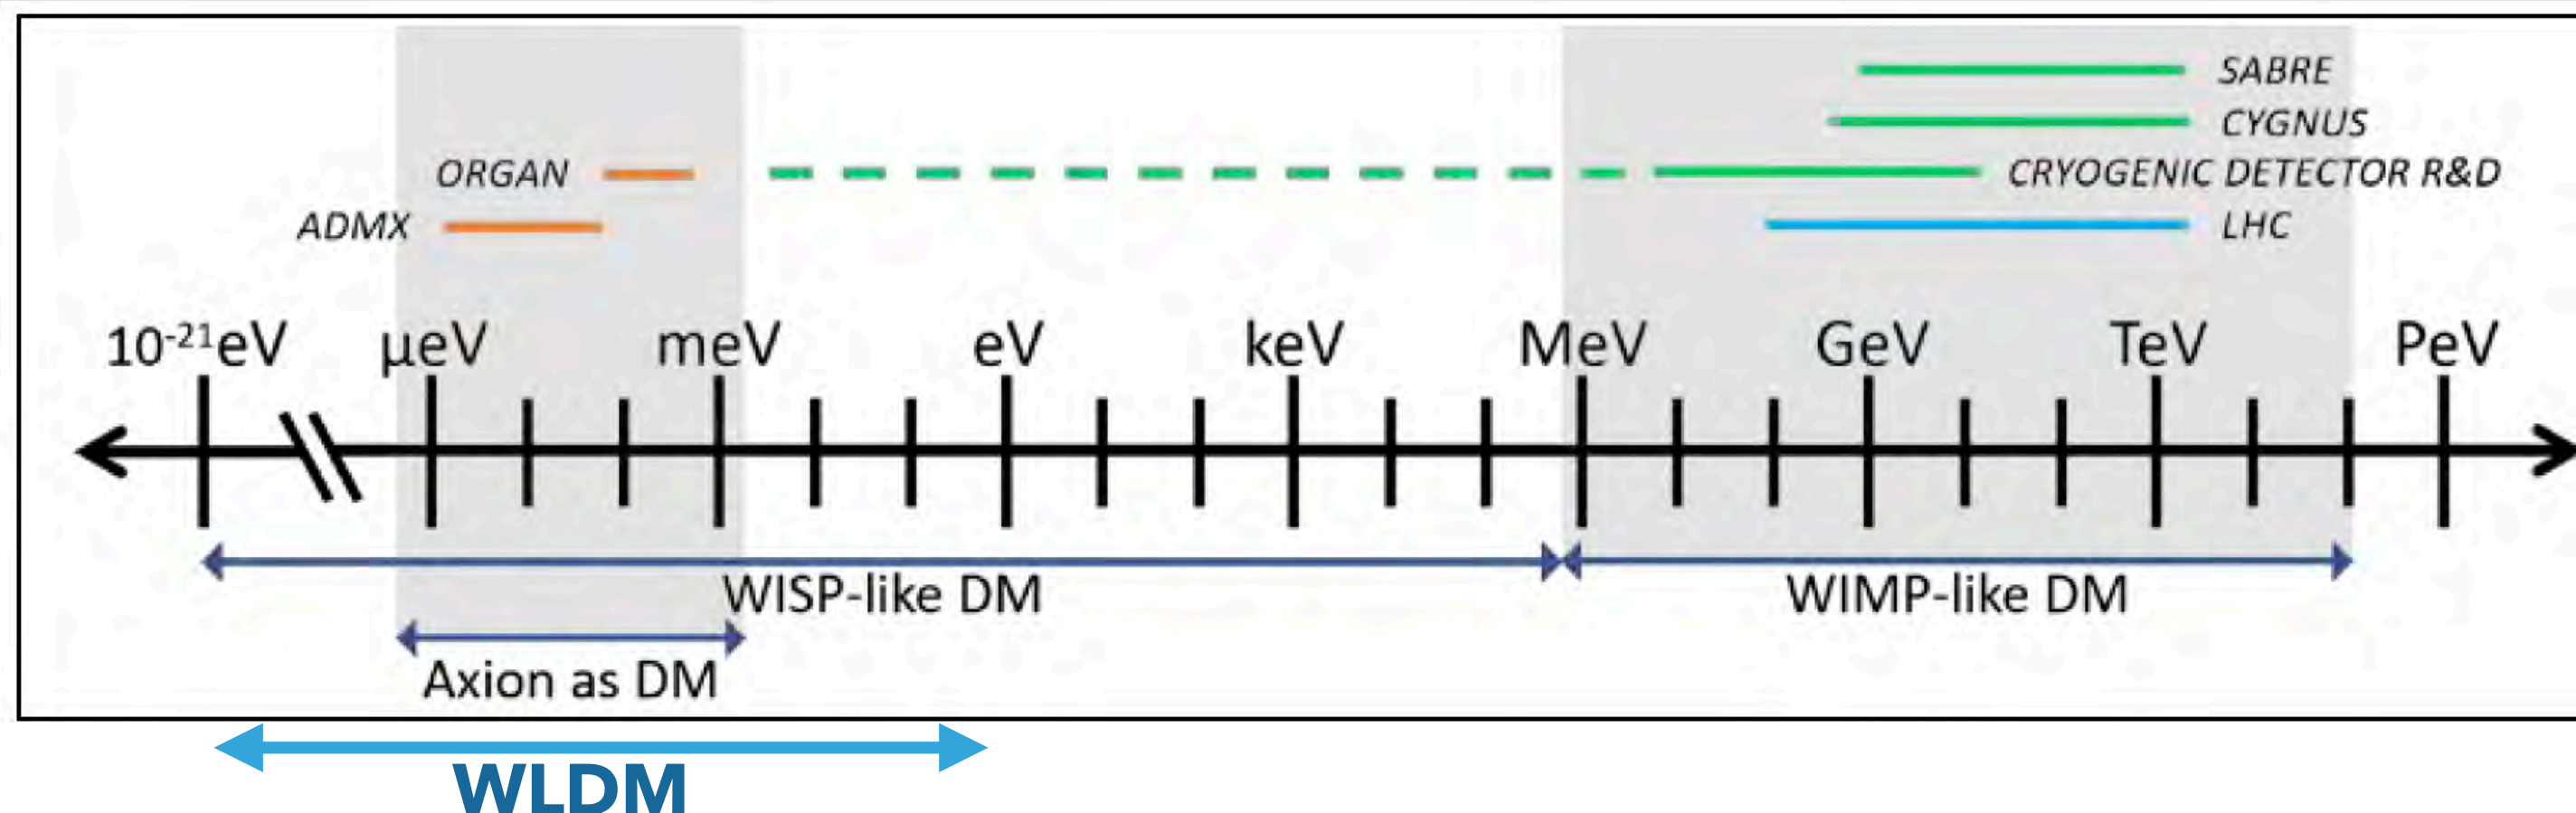 SABRE
CYGNUS
ORGAN
CRYOGENIC DETECTOR R&D
ADMX
LHC
10⁻²¹eV
µeV
meV
eV
keV
MeV
GeV
TeV
PeV
WISP-like DM
WIMP-like DM
Axion as DM
WLDM